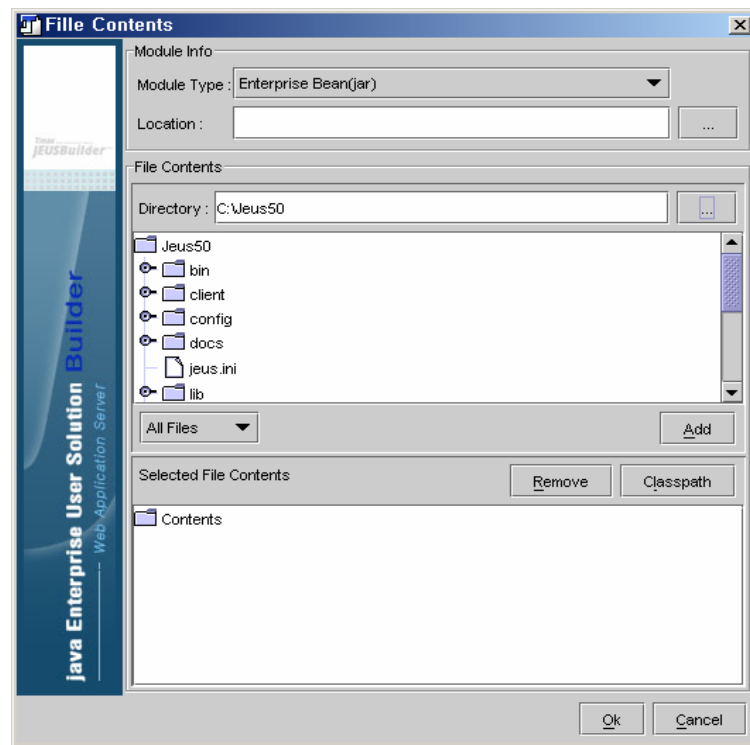 Fille Contents
Module Info
Module Type : Enterprise Bean(jar)
Location :
...
File Contents
Directory : C:\Jeus50
...
Jeus50
bin
client
config
docs
jeus.ini
lib
All Files
Add
Selected File Contents
Remove
Classpath
Contents
Ok
Cancel
Tmax
JEUSBuilder
java Enterprise User Solution Builder
Web Application Server